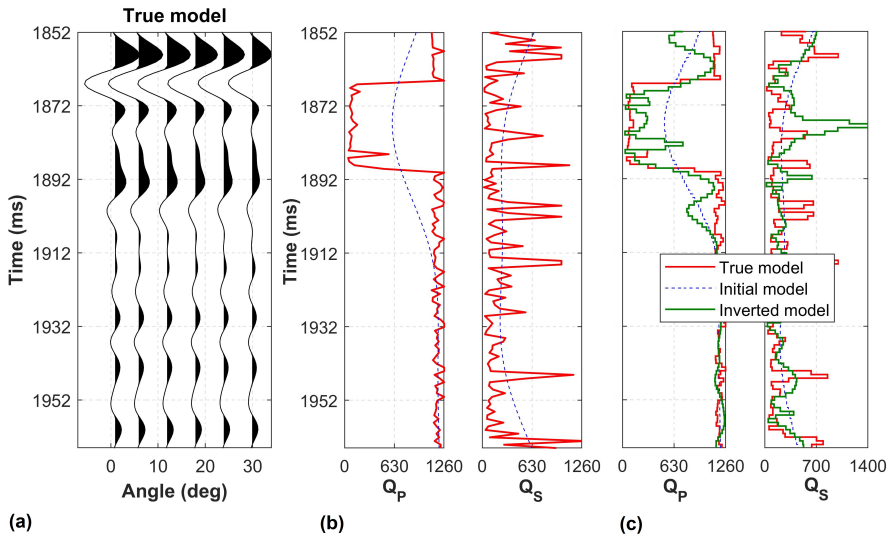 True model
1852
1872
1892
1912
1932
1952
Time (ms)
0 10 20 30
Angle (deg)
(a)
1852
1872
1892
1912
1932
1952
Time (ms)
0 630 1260
QP
0 630 1260
QS
(b)
True model
Initial model
Inverted model
0 630 1260
QP
0 700 1400
QS
(c)